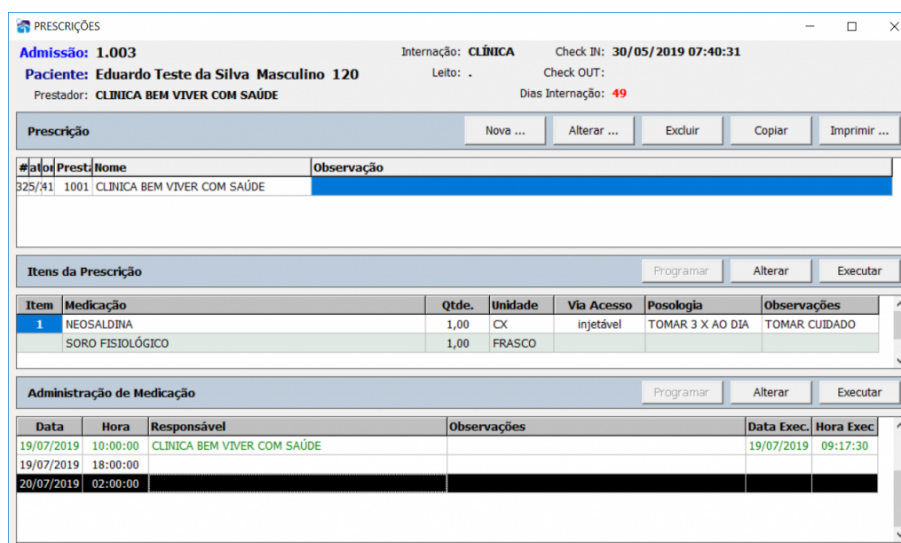 PRESCRIÇÕES
Admissão: 1.003 Internação: CLÍNICA Check IN: 30/05/2019 07:40:31
Paciente: Eduardo Teste da Silva Masculino 120 Leito: . Check OUT:
Prestador: CLINICA BEM VIVER COM SAÚDE Dias Internação: 49
Prescrição Nova ... Alterar ... Excluir Copiar Imprimir ...
# Nome Observação
1001 CLINICA BEM VIVER COM SAÚDE
Itens da Prescrição Programar Alterar Executar
Item Medicação Qtde. Unidade Via Acesso Posologia Observações
1 NEOSALDINA 1,00 CX injetável TOMAR 3 X AO DIA TOMAR CUIDADO
SORO FISIOLÓGICO 1,00 FRASCO
Administração de Medicação Programar Alterar Executar
Data Hora Responsável Observações Data Exec. Hora Exec
19/07/2019 10:00:00 CLINICA BEM VIVER COM SAÚDE 19/07/2019 09:17:30
19/07/2019 18:00:00
20/07/2019 02:00:00